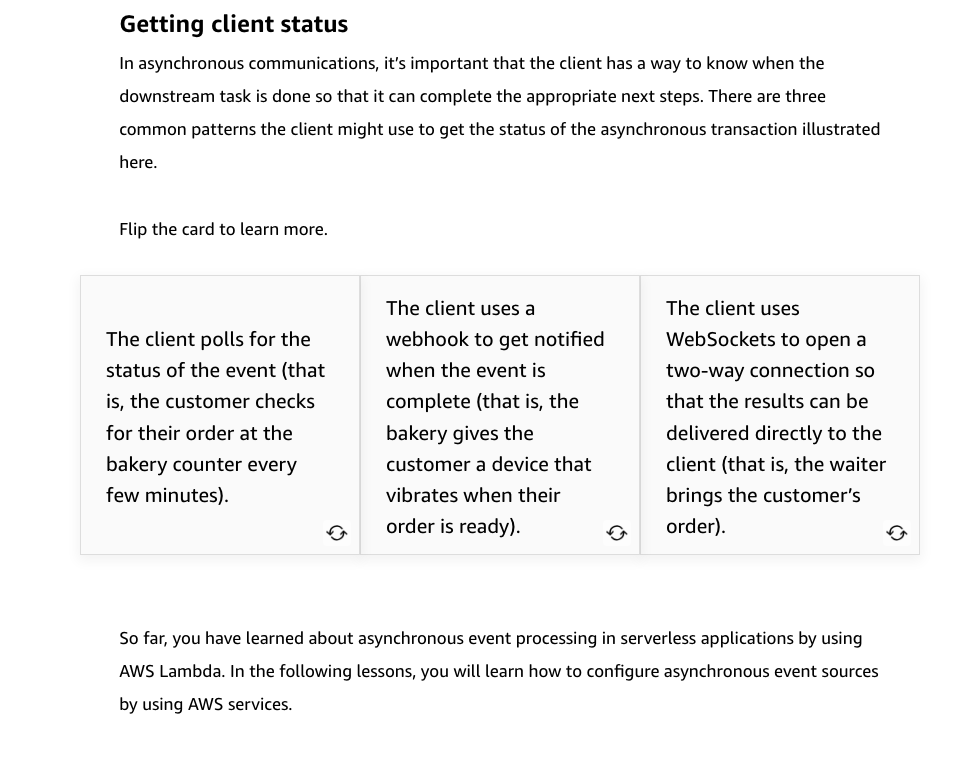 Getting client status
In asynchronous communications, it's important that the client has a way to know when the
downstream task is done so that it can complete the appropriate next steps. There are three
common patterns the client might use to get the status of the asynchronous transaction illustrated
here.
Flip the card to learn more.
The client polls for the
status of the event (that
is, the customer checks
for their order at the
bakery counter every
few minutes).
The client uses a
webhook to get notified
when the event is
complete (that is, the
bakery gives the
customer a device that
vibrates when their
order is ready).
The client uses
WebSockets to open a
two-way connection so
that the results can be
delivered directly to the
client (that is, the waiter
brings the customer's
order).
So far, you have learned about asynchronous event processing in serverless applications by using
AWS Lambda. In the following lessons, you will learn how to configure asynchronous event sources
by using AWS services.